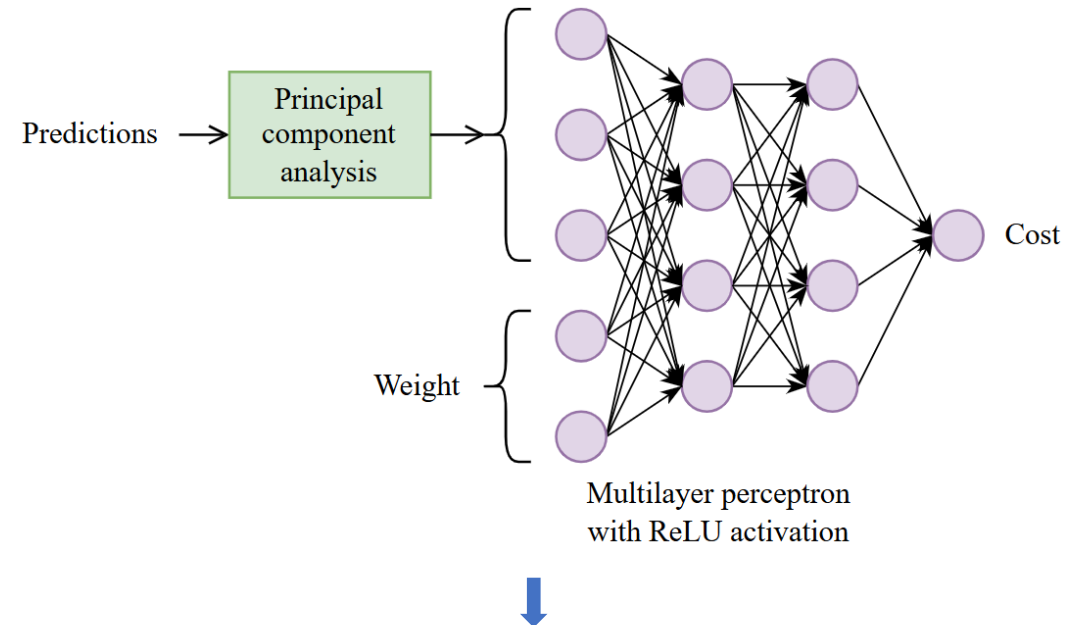 Predictions
Principal
component
analysis
Weight
Cost
Multilayer perceptron
with ReLU activation